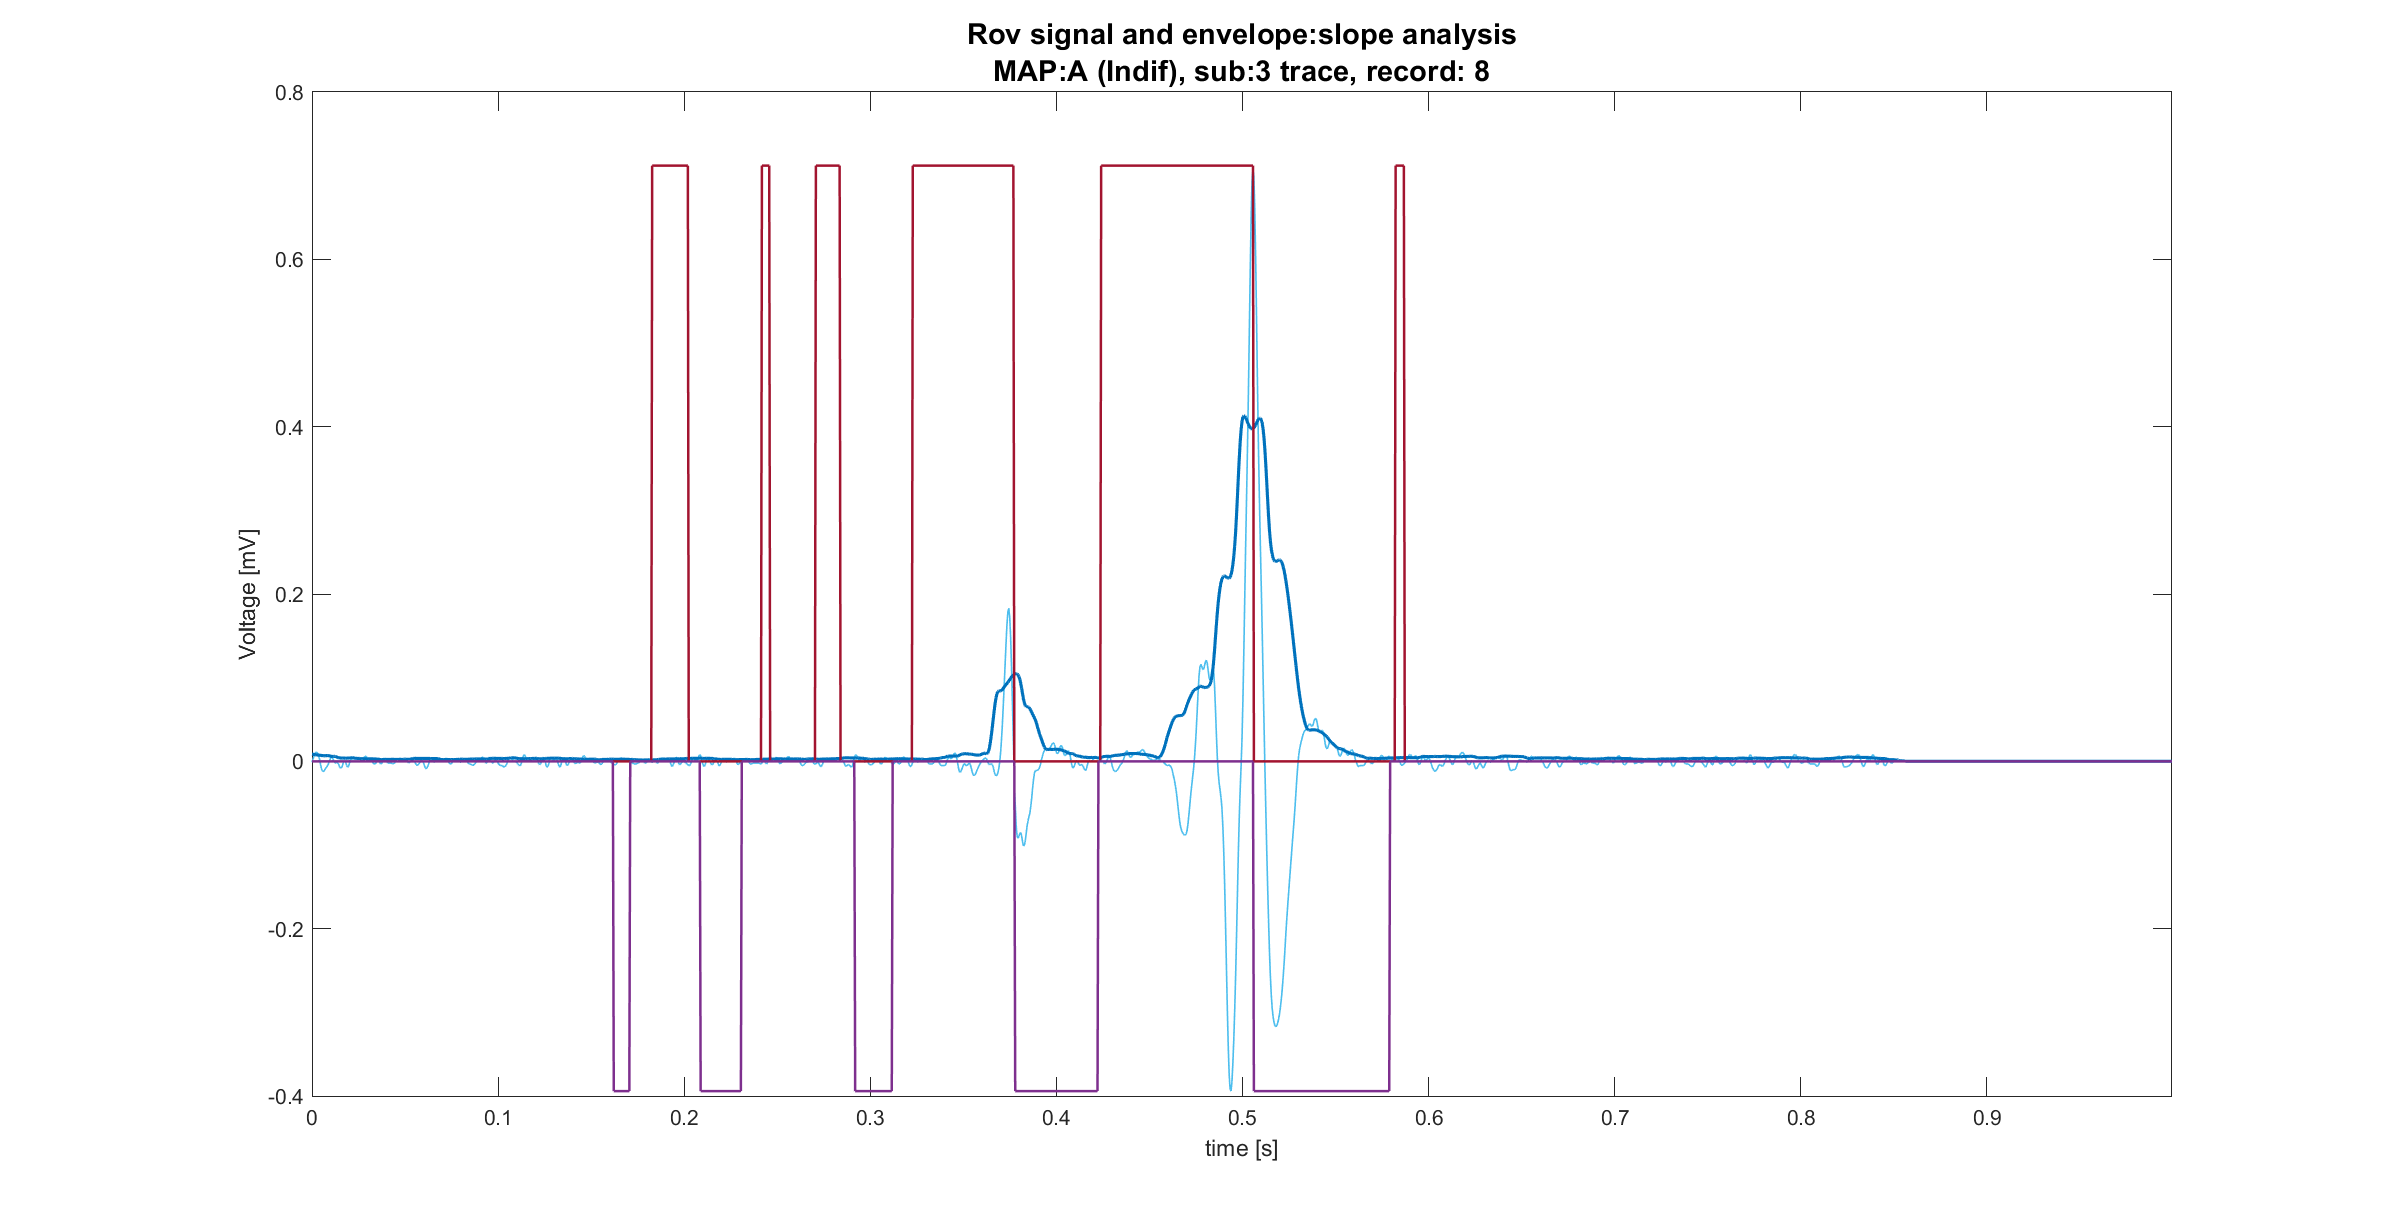 Rov signal and envelope:slope analysis
MAP:A (Indif), sub:3 trace, record: 8
0.8
0.6
0.4
0.2
0
-0.2
-0.4
Voltage [mV]
0 0.1 0.2 0.3 0.4 0.5 0.6 0.7 0.8 0.9
time [s]